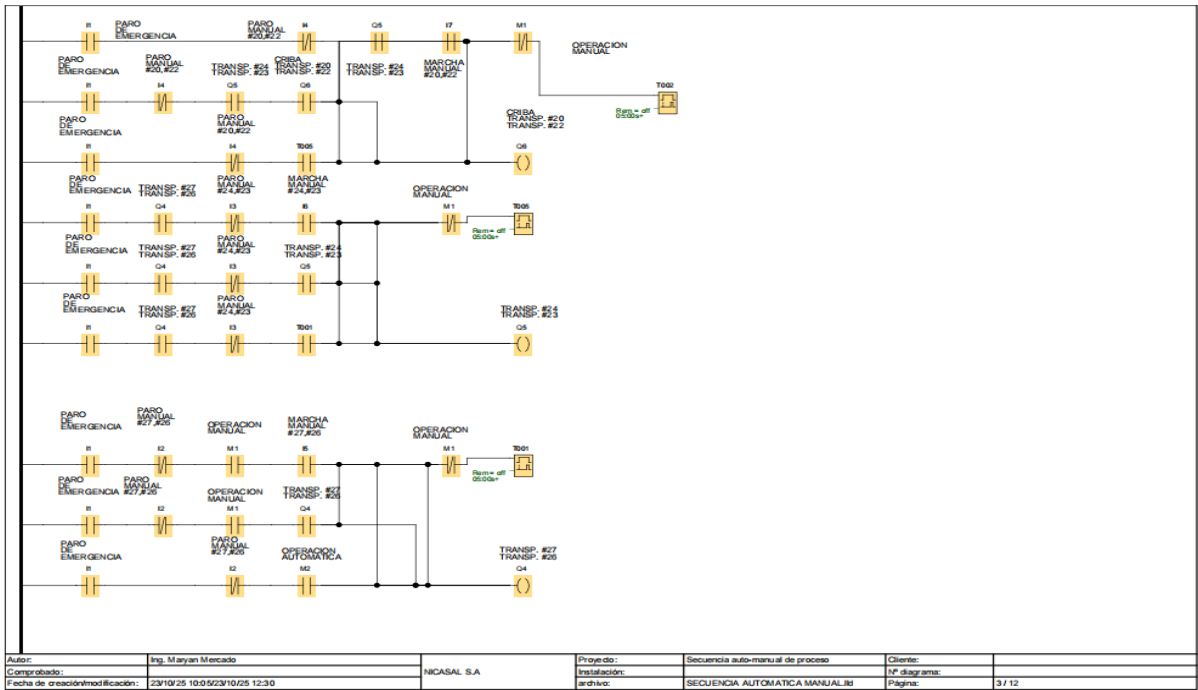 I1 PARO DE EMERGENCIA PARO MANUAL #20,#22 I4 Q5 I7 M1
OPERACION MANUAL
PARO DE EMERGENCIA PARO MANUAL #20,#22 TRANSP. #24 TRANSP. #23 CRIBA TRANSP. #20 TRANSP. #22 TRANSP. #24 TRANSP. #23 MARCHA MANUAL #20,#22
T002
I1 I4 Q5 Q6
Rem = off
05:00s+
PARO DE EMERGENCIA PARO MANUAL #20,#22 CRIBA TRANSP. #20 TRANSP. #22
I1 I4 T005 Q6
PARO DE EMERGENCIA TRANSP. #27 TRANSP. #26 PARO MANUAL #24,#23 MARCHA MANUAL #24,#23 OPERACION MANUAL
I1 Q4 I3 I6 M1 T005
Rem = off
05:00s+
PARO DE EMERGENCIA TRANSP. #27 TRANSP. #26 PARO MANUAL #24,#23 TRANSP. #24 TRANSP. #23
I1 Q4 I3 Q5
PARO DE EMERGENCIA TRANSP. #27 TRANSP. #26 PARO MANUAL #24,#23 TRANSP. #24 TRANSP. #23
I1 Q4 I3 T001 Q5
PARO DE EMERGENCIA PARO MANUAL #27,#26 OPERACION MANUAL MARCHA MANUAL #27,#26 OPERACION MANUAL
I1 I2 M1 I5 M1 T001
Rem = off
05:00s+
PARO DE EMERGENCIA PARO MANUAL #27,#26 OPERACION MANUAL TRANSP. #27 TRANSP. #26
I1 I2 M1 Q4
PARO DE EMERGENCIA PARO MANUAL #27,#26 OPERACION AUTOMATICA TRANSP. #27 TRANSP. #26
I1 I2 M2 Q4
Autor: Ing. Maryan Mercado Proyecto: Secuencia auto-manual de proceso Cliente:
Comprobado: NICASAL S.A Instalación: Nº diagrama:
Fecha de creación/modificación: 23/10/25 10:05/23/10/25 12:30 archivo: SECUENCIA AUTOMATICA MANUAL.lld Página: 3 / 12